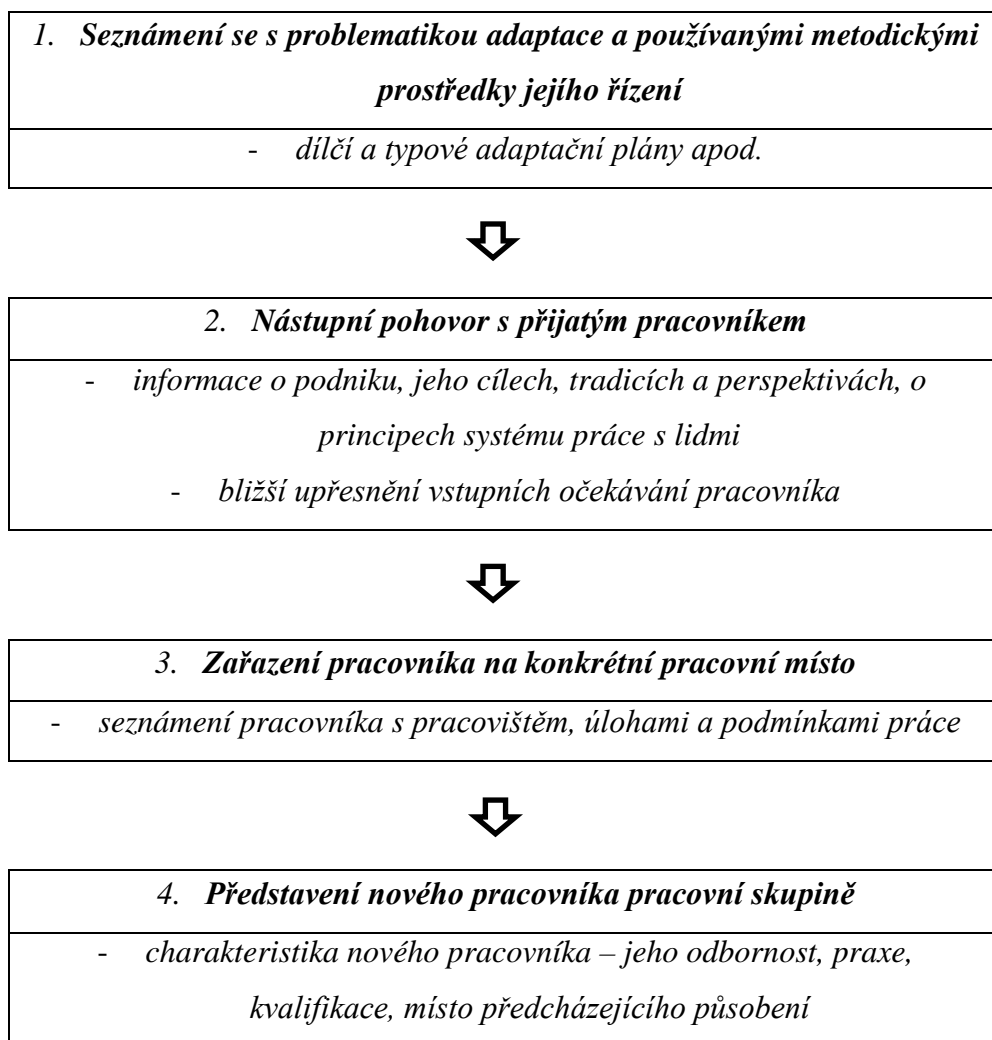 1. Seznámení se s problematikou adaptace a používanými metodickými
prostředky jejího řízení
- dílčí a typové adaptační plány apod.
2. Nástupní pohovor s přijatým pracovníkem
- informace o podniku, jeho cílech, tradicích a perspektivách, o
principech systému práce s lidmi
- bližší upřesnění vstupních očekávání pracovníka
3. Zařazení pracovníka na konkrétní pracovní místo
- seznámení pracovníka s pracovištěm, úlohami a podmínkami práce
4. Představení nového pracovníka pracovní skupině
- charakteristika nového pracovníka – jeho odbornost, praxe,
kvalifikace, místo předcházejícího působení